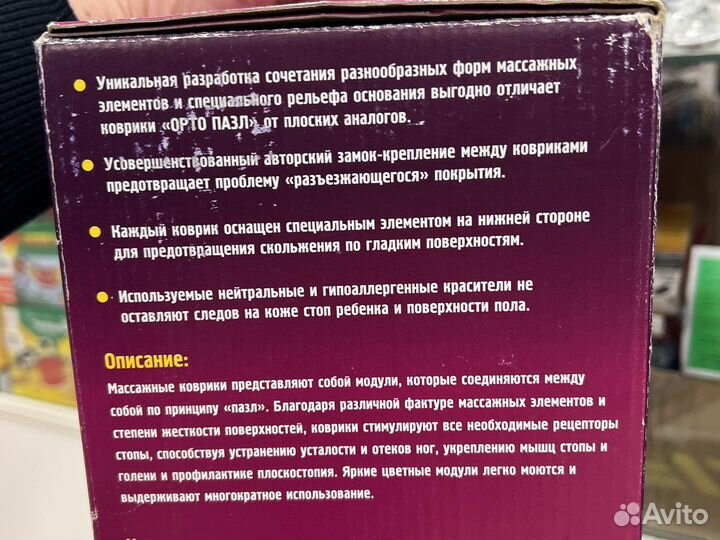 Уникальная разработка сочетания разнообразных форм массажных
элементов и специального рельефа основания выгодно отличает
коврики «ОРТО ПАЗЛ» от плоских аналогов.
Усовершенствованный авторский замок-крепление между ковриками
предотвращает проблему «разъезжающегося» покрытия.
Каждый коврик оснащен специальным элементом на нижней стороне
для предотвращения скольжения по гладким поверхностям.
Используемые нейтральные и гипоаллергенные красители не
оставляют следов на коже стоп ребенка и поверхности пола.
Описание:
Массажные коврики представляют собой модули, которые соединяются между
собой по принципу «пазл». Благодаря различной фактуре массажных элементов и
степени жесткости поверхностей, коврики стимулируют все необходимые рецепторы
стопы, способствуя устранению усталости и отеков ног, укреплению мышц стопы и
голени и профилактике плоскостопия. Яркие цветные модули легко моются и
выдерживают многократное использование.
Avito